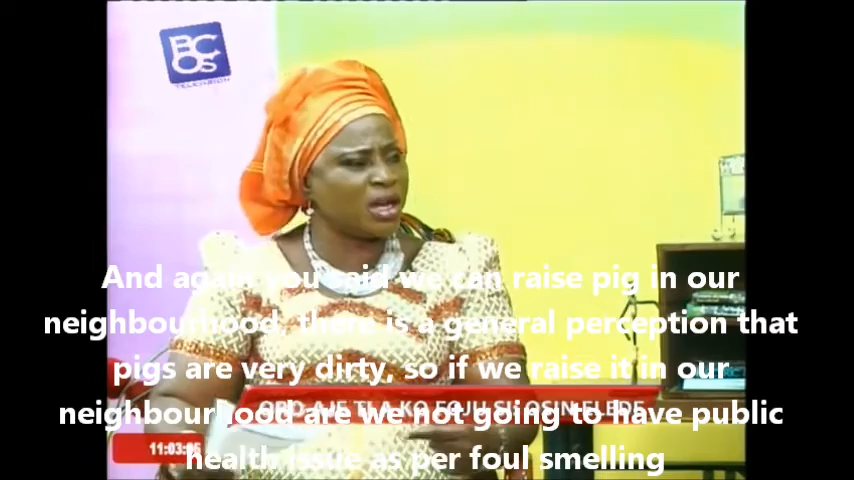 BCOS
TELEVISION
And again you said we can raise pig in our
neighbourhood, there is a general perception that
pigs are very dirty, so if we raise it in our
neighbourhood are we not going to have public
health issue as per foul smelling
ELEDE
11:03: